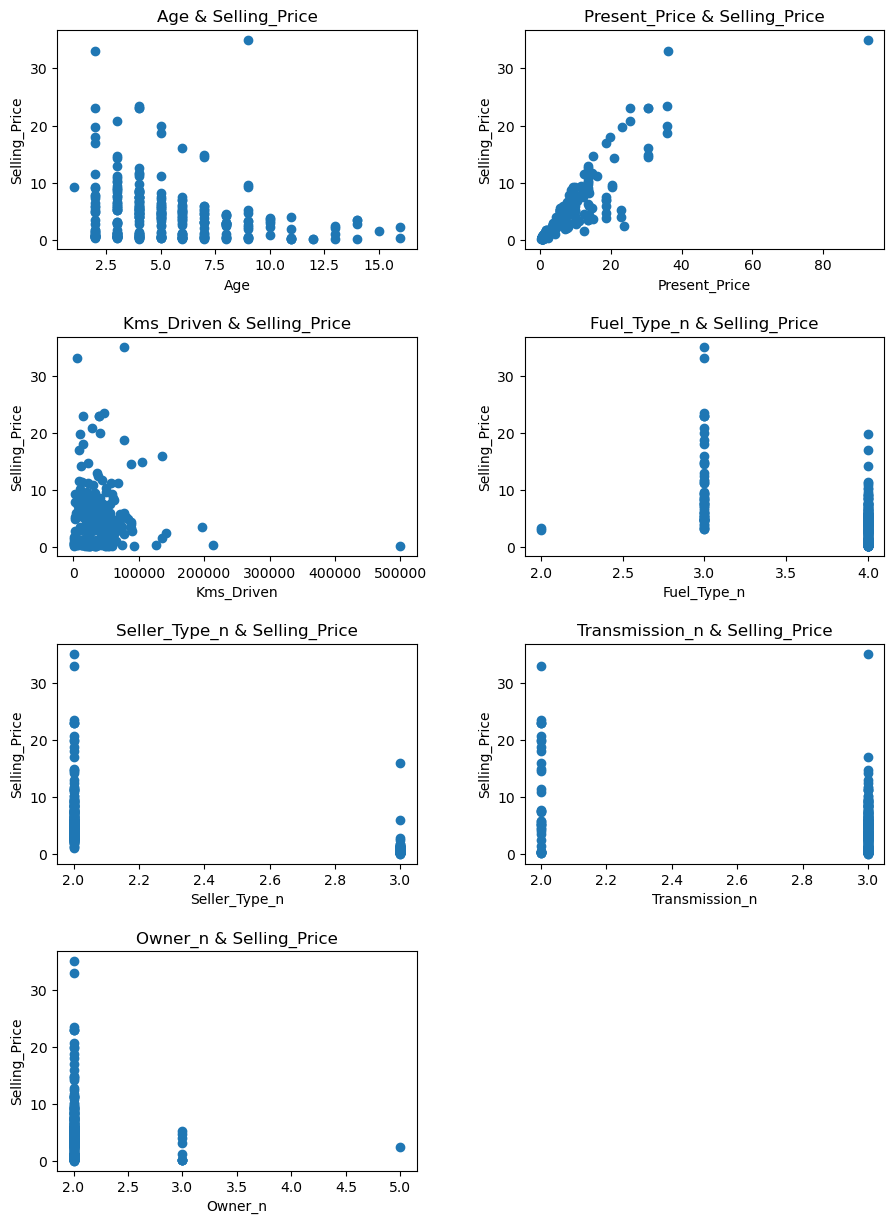 Age & Selling_Price
30
20
10
0
Selling_Price
2.5 5.0 7.5 10.0 12.5 15.0
Age
Present_Price & Selling_Price
30
20
10
0
Selling_Price
0 20 40 60 80
Present_Price
Kms_Driven & Selling_Price
30
20
10
0
Selling_Price
0 100000 200000 300000 400000 500000
Kms_Driven
Fuel_Type_n & Selling_Price
30
20
10
0
Selling_Price
2.0 2.5 3.0 3.5 4.0
Fuel_Type_n
Seller_Type_n & Selling_Price
30
20
10
0
Selling_Price
2.0 2.2 2.4 2.6 2.8 3.0
Seller_Type_n
Transmission_n & Selling_Price
30
20
10
0
Selling_Price
2.0 2.2 2.4 2.6 2.8 3.0
Transmission_n
Owner_n & Selling_Price
30
20
10
0
Selling_Price
2.0 2.5 3.0 3.5 4.0 4.5 5.0
Owner_n